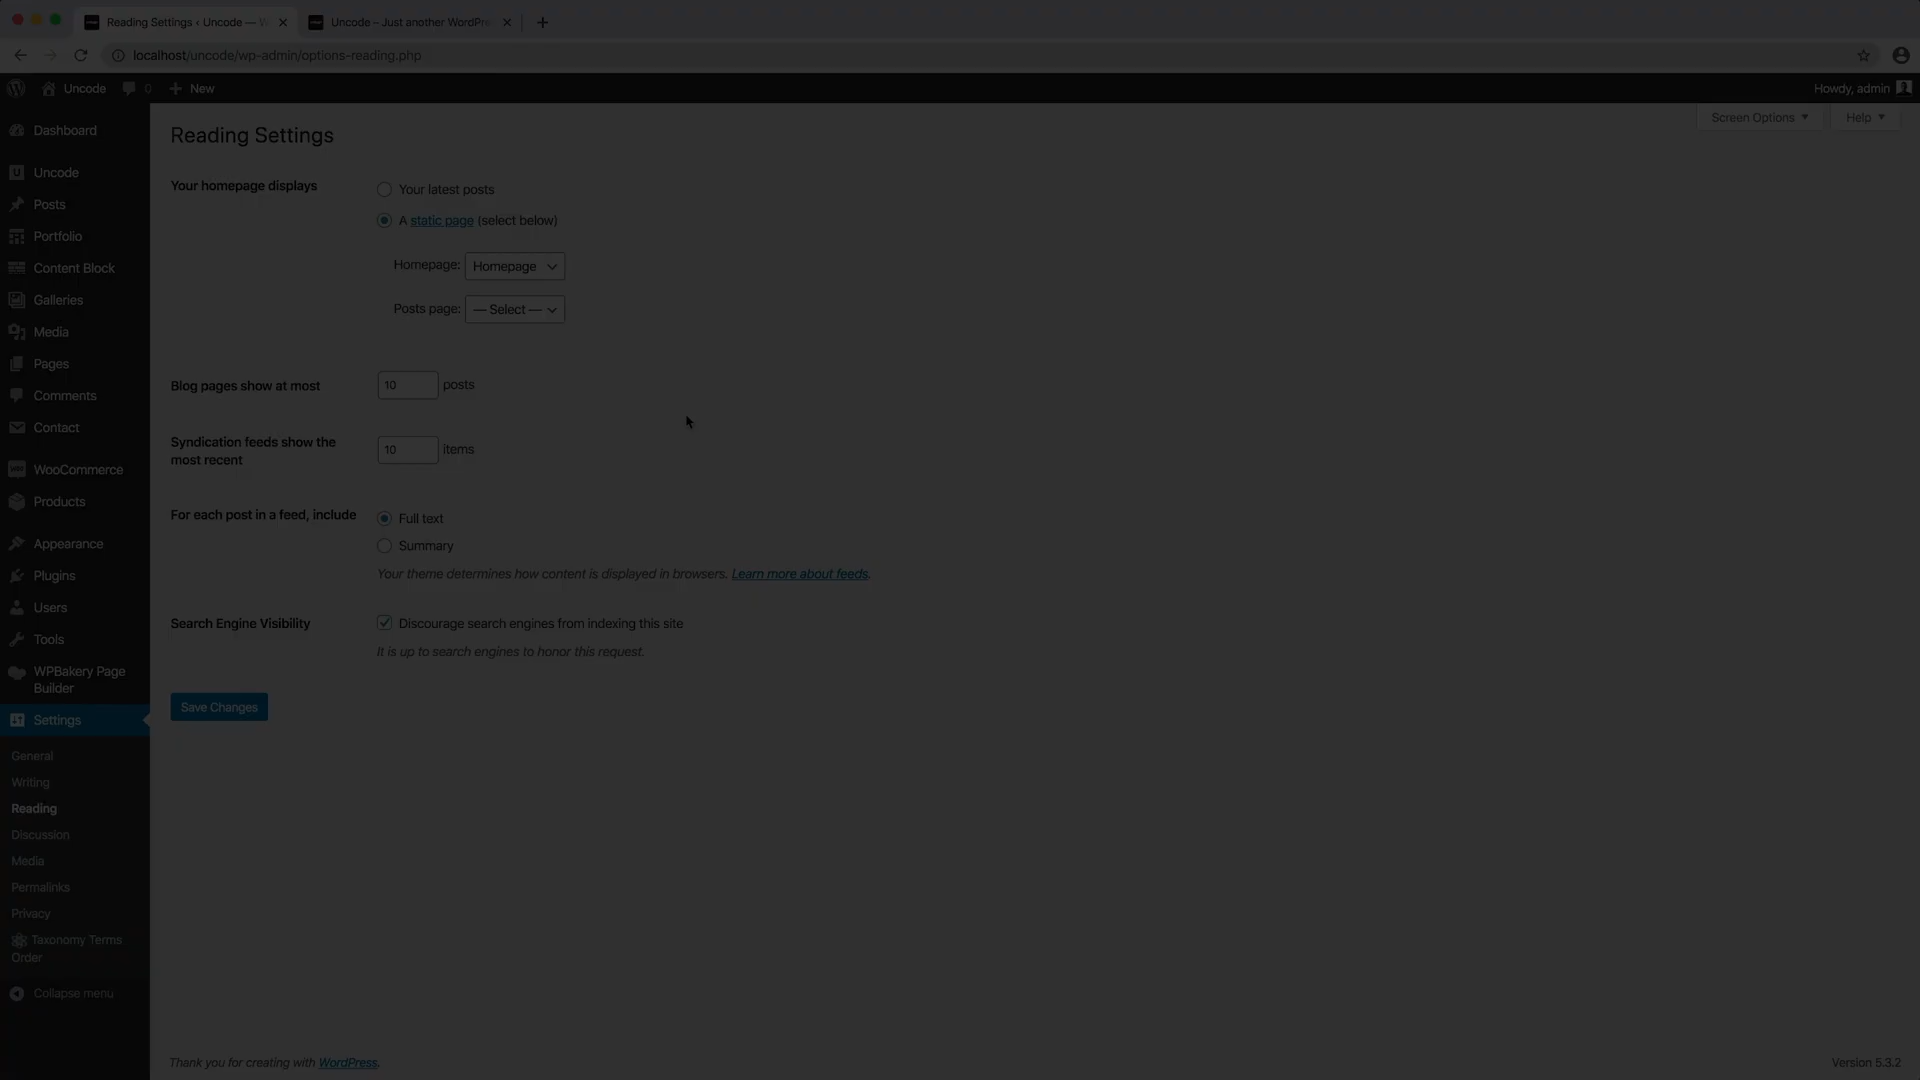 Reading Settings ‹ Uncode — W
Uncode – Just another WordPre
localhost/uncode/wp-admin/options-reading.php
Uncode
0
New
Howdy, admin
Dashboard
Uncode
Posts
Portfolio
Content Block
Galleries
Media
Pages
Comments
Contact
WooCommerce
Products
Appearance
Plugins
Users
Tools
WPBakery Page
Builder
Settings
General
Writing
Reading
Discussion
Media
Permalinks
Privacy
Taxonomy Terms
Order
Collapse menu
Screen Options
Help
Reading Settings
Your homepage displays
Your latest posts
A static page (select below)
Homepage: Homepage
Posts page: — Select —
Blog pages show at most
10 posts
Syndication feeds show the
most recent
10 items
For each post in a feed, include
Full text
Summary
Your theme determines how content is displayed in browsers. Learn more about feeds.
Search Engine Visibility
Discourage search engines from indexing this site
It is up to search engines to honor this request.
Save Changes
Thank you for creating with WordPress.
Version 5.3.2